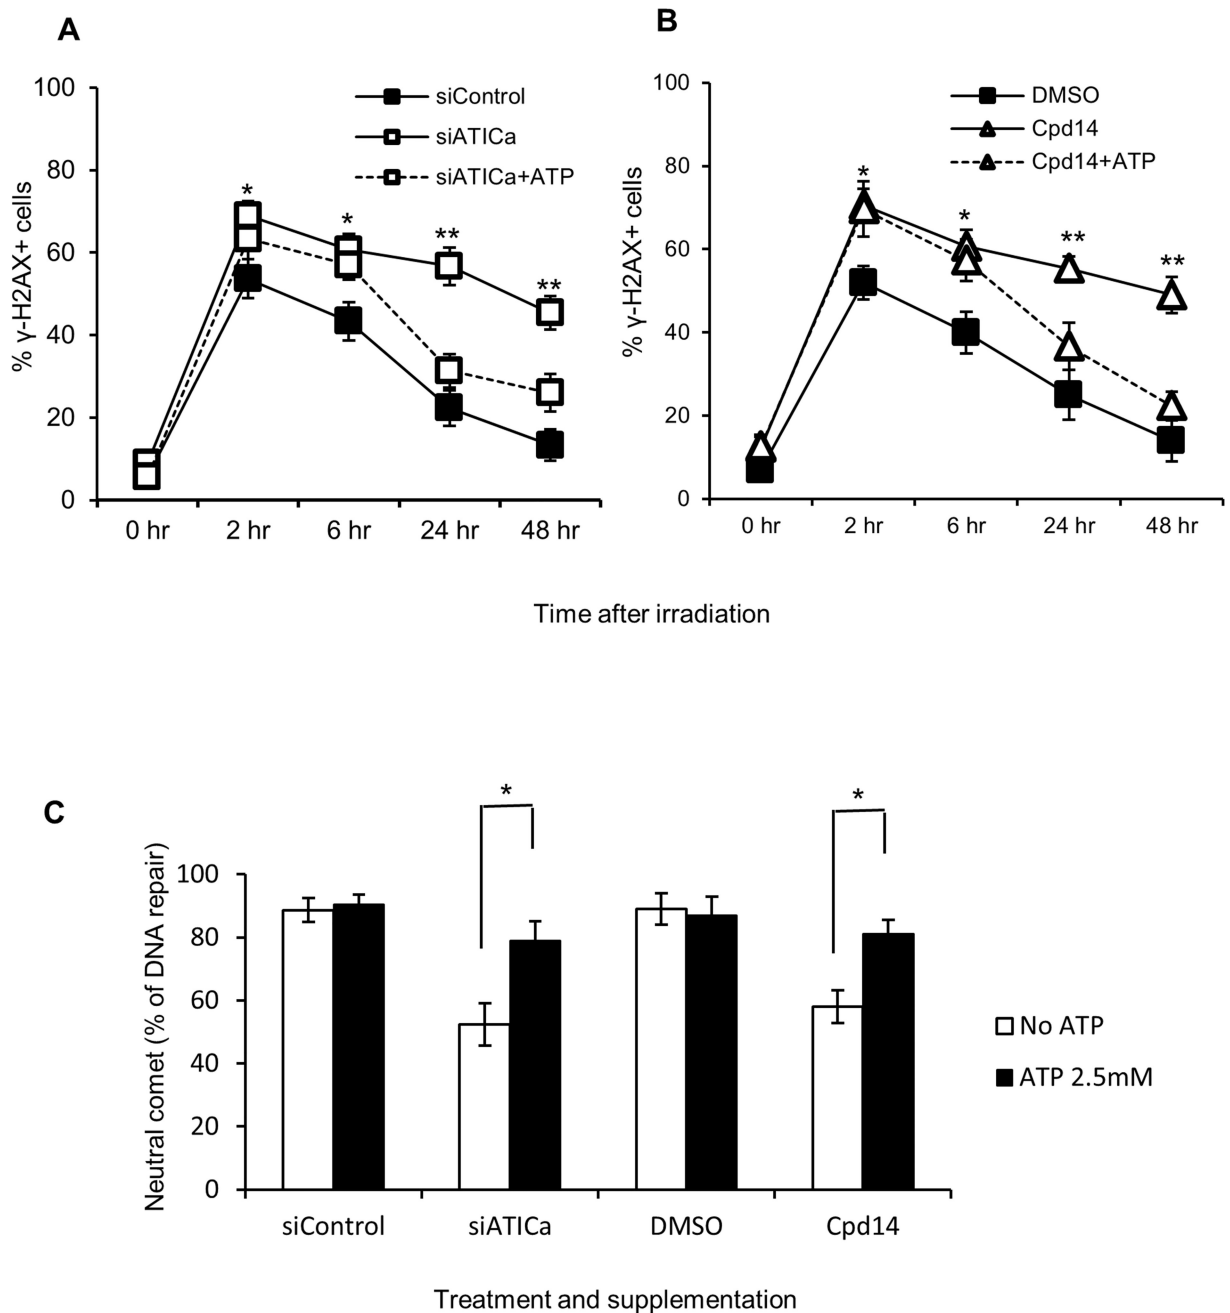 A
B
% γ-H2AX+ cells
100
80
60
40
20
0
siControl
siATICa
siATICa+ATP
*
*
**
**
0 hr
2 hr
6 hr
24 hr
48 hr
% γ-H2AX+ cells
100
80
60
40
20
0
DMSO
Cpd14
Cpd14+ATP
*
*
**
**
0 hr
2 hr
6 hr
24 hr
48 hr
Time after irradiation
C
Neutral comet (% of DNA repair)
100
80
60
40
20
0
*
*
No ATP
ATP 2.5mM
siControl
siATICa
DMSO
Cpd14
Treatment and supplementation